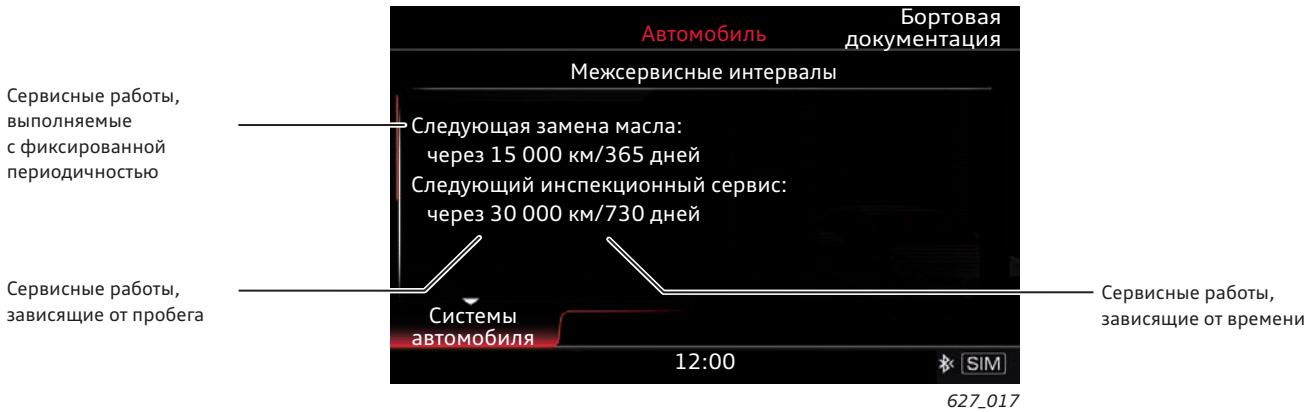 Автомобиль
Бортовая
документация
Межсервисные интервалы
Сервисные работы,
выполняемые
с фиксированной
периодичностью
Следующая замена масла:
через 15 000 км/365 дней
Следующий инспекционный сервис:
через 30 000 км/730 дней
Сервисные работы,
зависящие от пробега
Сервисные работы,
зависящие от времени
Системы
автомобиля
12:00
SIM
627_017